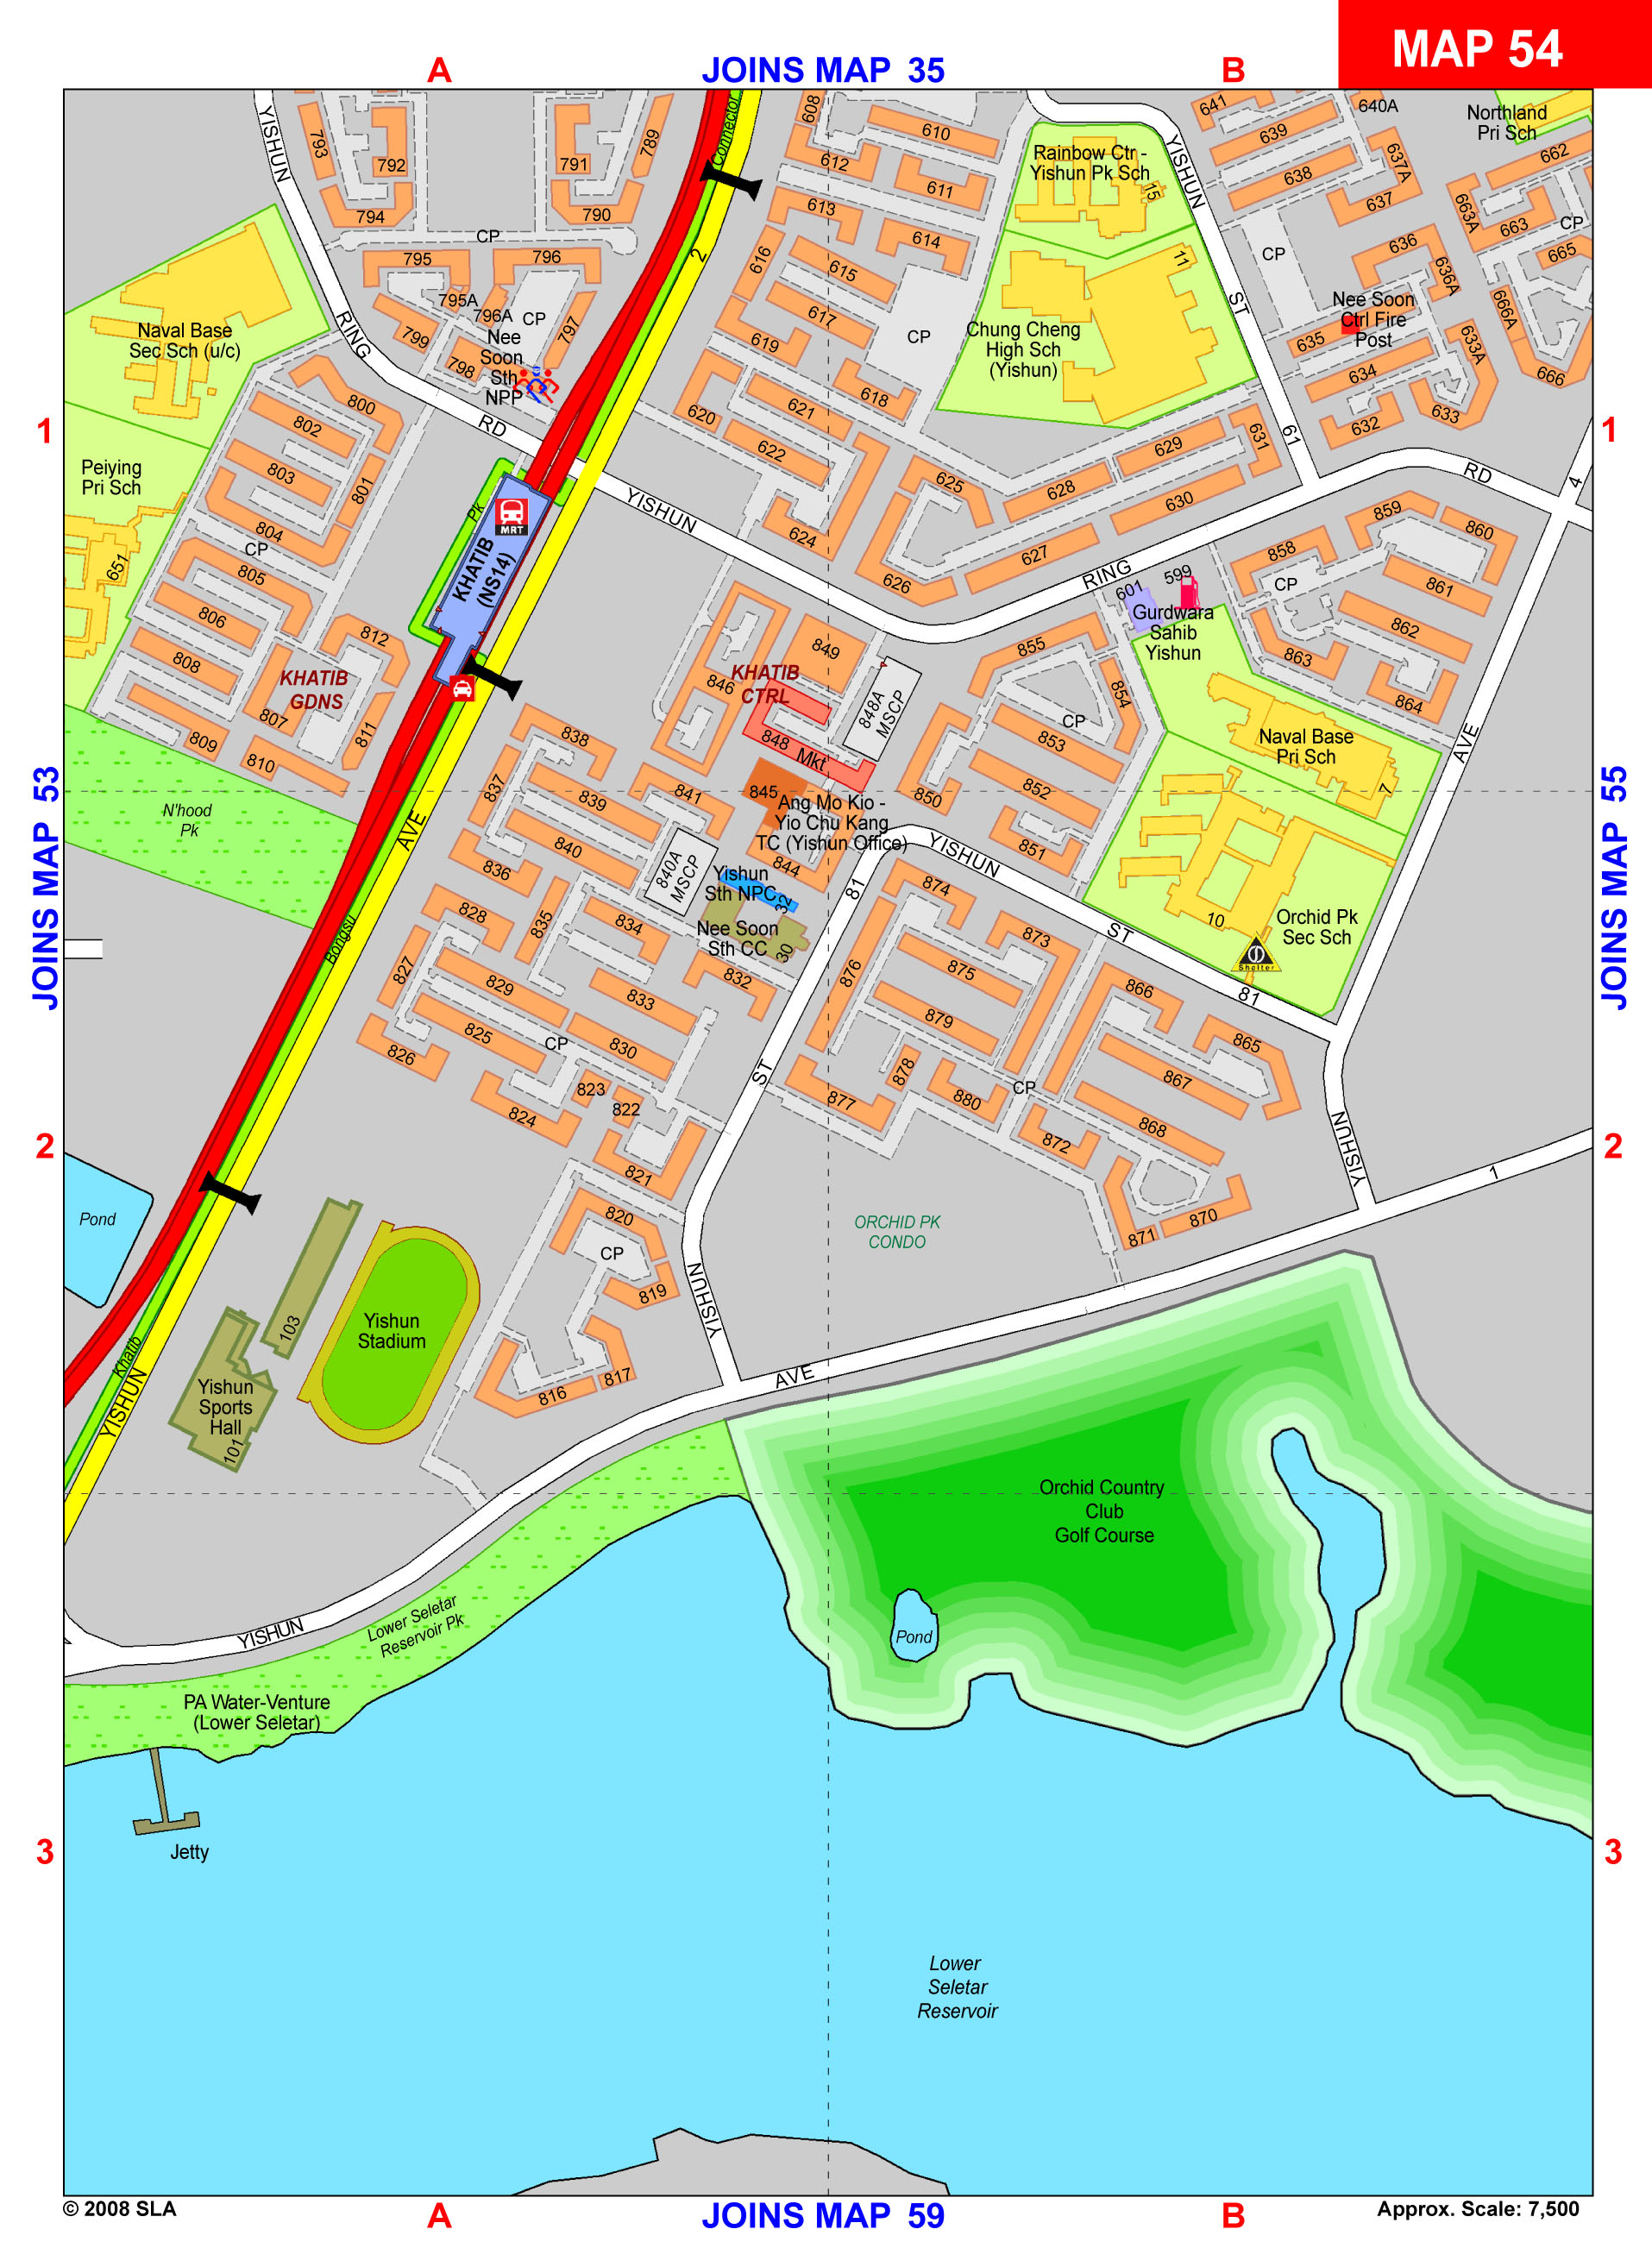 MAP 54
A
JOINS MAP 35
B
YISHUN
793
792
791
789
Connector
608
610
612
611
Rainbow Ctr -
Yishun Pk Sch
15
YISHUN
641
639
640A
Northland
Pri Sch
638
637A
637
662
794
790
CP
613
614
663A
663
CP
665
795
796
795A
796A
CP
2
616
615
617
CP
11
CP
636
636A
Naval Base
Sec Sch (u/c)
RING
799
798
797
Nee
Soon
Sth
NPP
619
618
Chung Cheng
High Sch
(Yishun)
ST
Nee Soon
Ctrl Fire
Post
635
634
633A
666A
666
800
802
803
801
RD
620
621
622
61
632
633
1
1
Peiying
Pri Sch
651
804
CP
805
806
Pk
MRT
KHATIB
(NS14)
YISHUN
624
625
628
629
631
630
627
626
RING
RD
4
859
860
858
CP
861
808
812
KHATIB
GDNS
807
811
809
810
849
KHATIB
CTRL
846
848A
MSCP
848 Mkt
855
854
601
599
Gurdwara
Sahib
Yishun
862
863
864
CP
853
852
850
851
Naval Base
Pri Sch
7
AVE
JOINS MAP 53
JOINS MAP 55
N'hood
Pk
AVE
838
837
839
841
840
845
Ang Mo Kio -
Yio Chu Kang
TC (Yishun Office)
844
836
840A
MSCP
Yishun
Sth NPC
32
81
YISHUN
828
835
834
Nee Soon
Sth CC
30
874
873
ST
10
Orchid Pk
Sec Sch
Shelter
81
Bongsu
827
829
833
832
876
875
879
866
865
826
825
CP
830
ST
878
880
877
CP
867
868
872
824
823
822
821
YISHUN
2
2
Pond
820
CP
819
ORCHID PK
CONDO
871
870
1
103
Yishun
Stadium
YISHUN
Khatib
YISHUN
Yishun
Sports
Hall
101
816
817
AVE
Orchid Country
Club
Golf Course
YISHUN
Lower Seletar
Reservoir Pk
Pond
PA Water-Venture
(Lower Seletar)
Jetty
3
3
Lower
Seletar
Reservoir
© 2008 SLA
A
JOINS MAP 59
B
Approx. Scale: 7,500